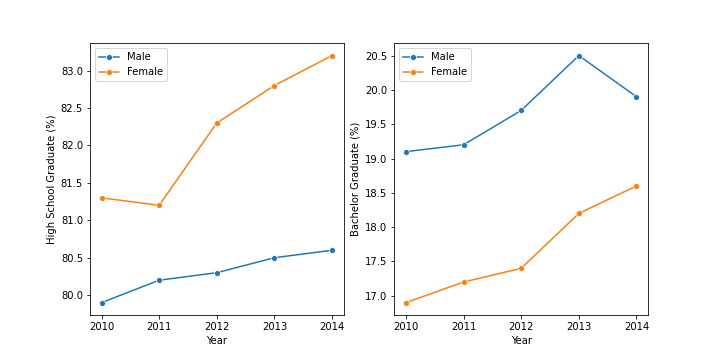 Male
Female
High School Graduate (%)
83.0
82.5
82.0
81.5
81.0
80.5
80.0
2010 2011 2012 2013 2014
Year
Male
Female
Bachelor Graduate (%)
20.5
20.0
19.5
19.0
18.5
18.0
17.5
17.0
2010 2011 2012 2013 2014
Year